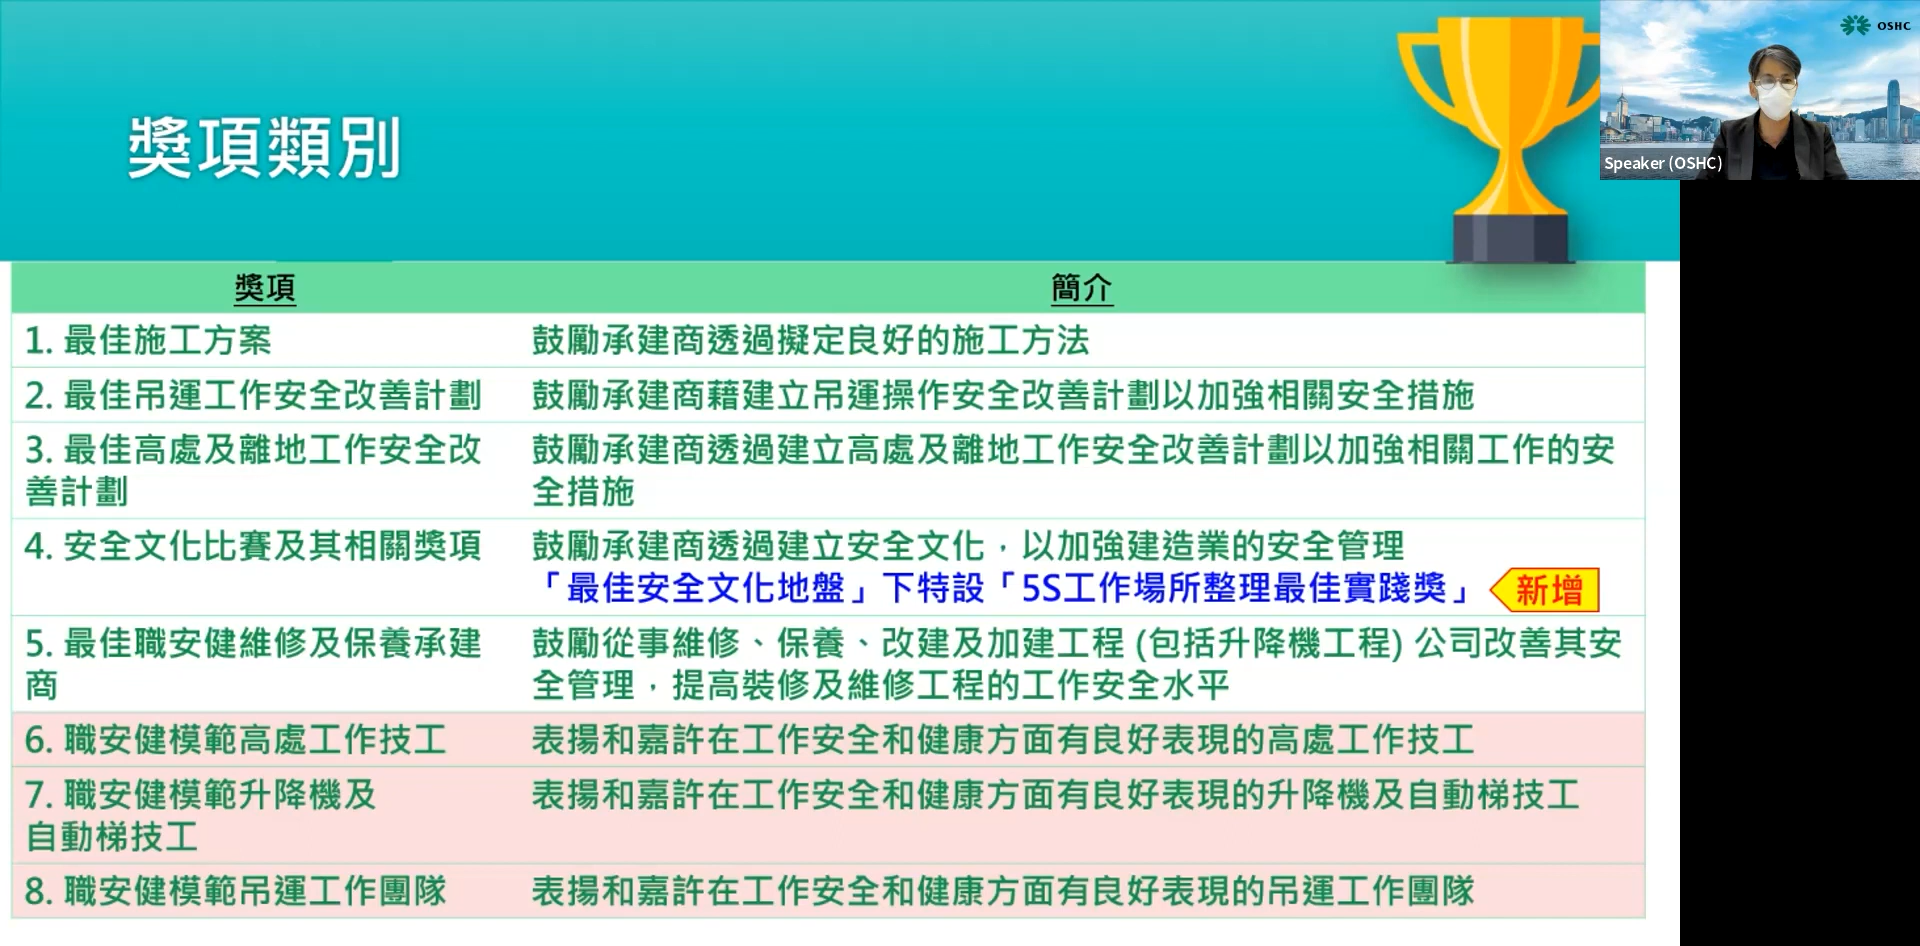 獎項類別
OSHC
Speaker (OSHC)
獎項 簡介
1. 最佳施工方案 鼓勵承建商透過擬定良好的施工方法
2. 最佳吊運工作安全改善計劃 鼓勵承建商藉建立吊運操作安全改善計劃以加強相關安全措施
3. 最佳高處及離地工作安全改 鼓勵承建商透過建立高處及離地工作安全改善計劃以加強相關工作的安
善計劃 全措施
4. 安全文化比賽及其相關獎項 鼓勵承建商透過建立安全文化，以加強建造業的安全管理
「最佳安全文化地盤」下特設「5S工作場所整理最佳實踐獎」 新增
5. 最佳職安健維修及保養承建 鼓勵從事維修、保養、改建及加建工程 (包括升降機工程) 公司改善其安
商 全管理，提高裝修及維修工程的工作安全水平
6. 職安健模範高處工作技工 表揚和嘉許在工作安全和健康方面有良好表現的高處工作技工
7. 職安健模範升降機及 表揚和嘉許在工作安全和健康方面有良好表現的升降機及自動梯技工
自動梯技工
8. 職安健模範吊運工作團隊 表揚和嘉許在工作安全和健康方面有良好表現的吊運工作團隊